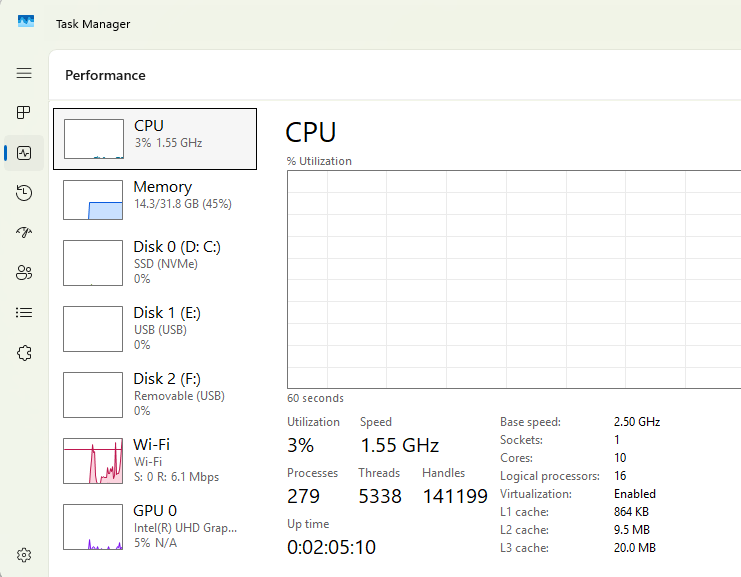 Task Manager
Performance
CPU
3% 1.55 GHz
Memory
14.3/31.8 GB (45%)
Disk 0 (D: C:)
SSD (NVMe)
0%
Disk 1 (E:)
USB (USB)
0%
Disk 2 (F:)
Removable (USB)
0%
Wi-Fi
Wi-Fi
S: 0 R: 6.1 Mbps
GPU 0
Intel(R) UHD Grap...
5% N/A
CPU
% Utilization
60 seconds
Utilization Speed
3% 1.55 GHz
Processes Threads Handles
279 5338 141199
Up time
0:02:05:10
Base speed: 2.50 GHz
Sockets: 1
Cores: 10
Logical processors: 16
Virtualization: Enabled
L1 cache: 864 KB
L2 cache: 9.5 MB
L3 cache: 20.0 MB